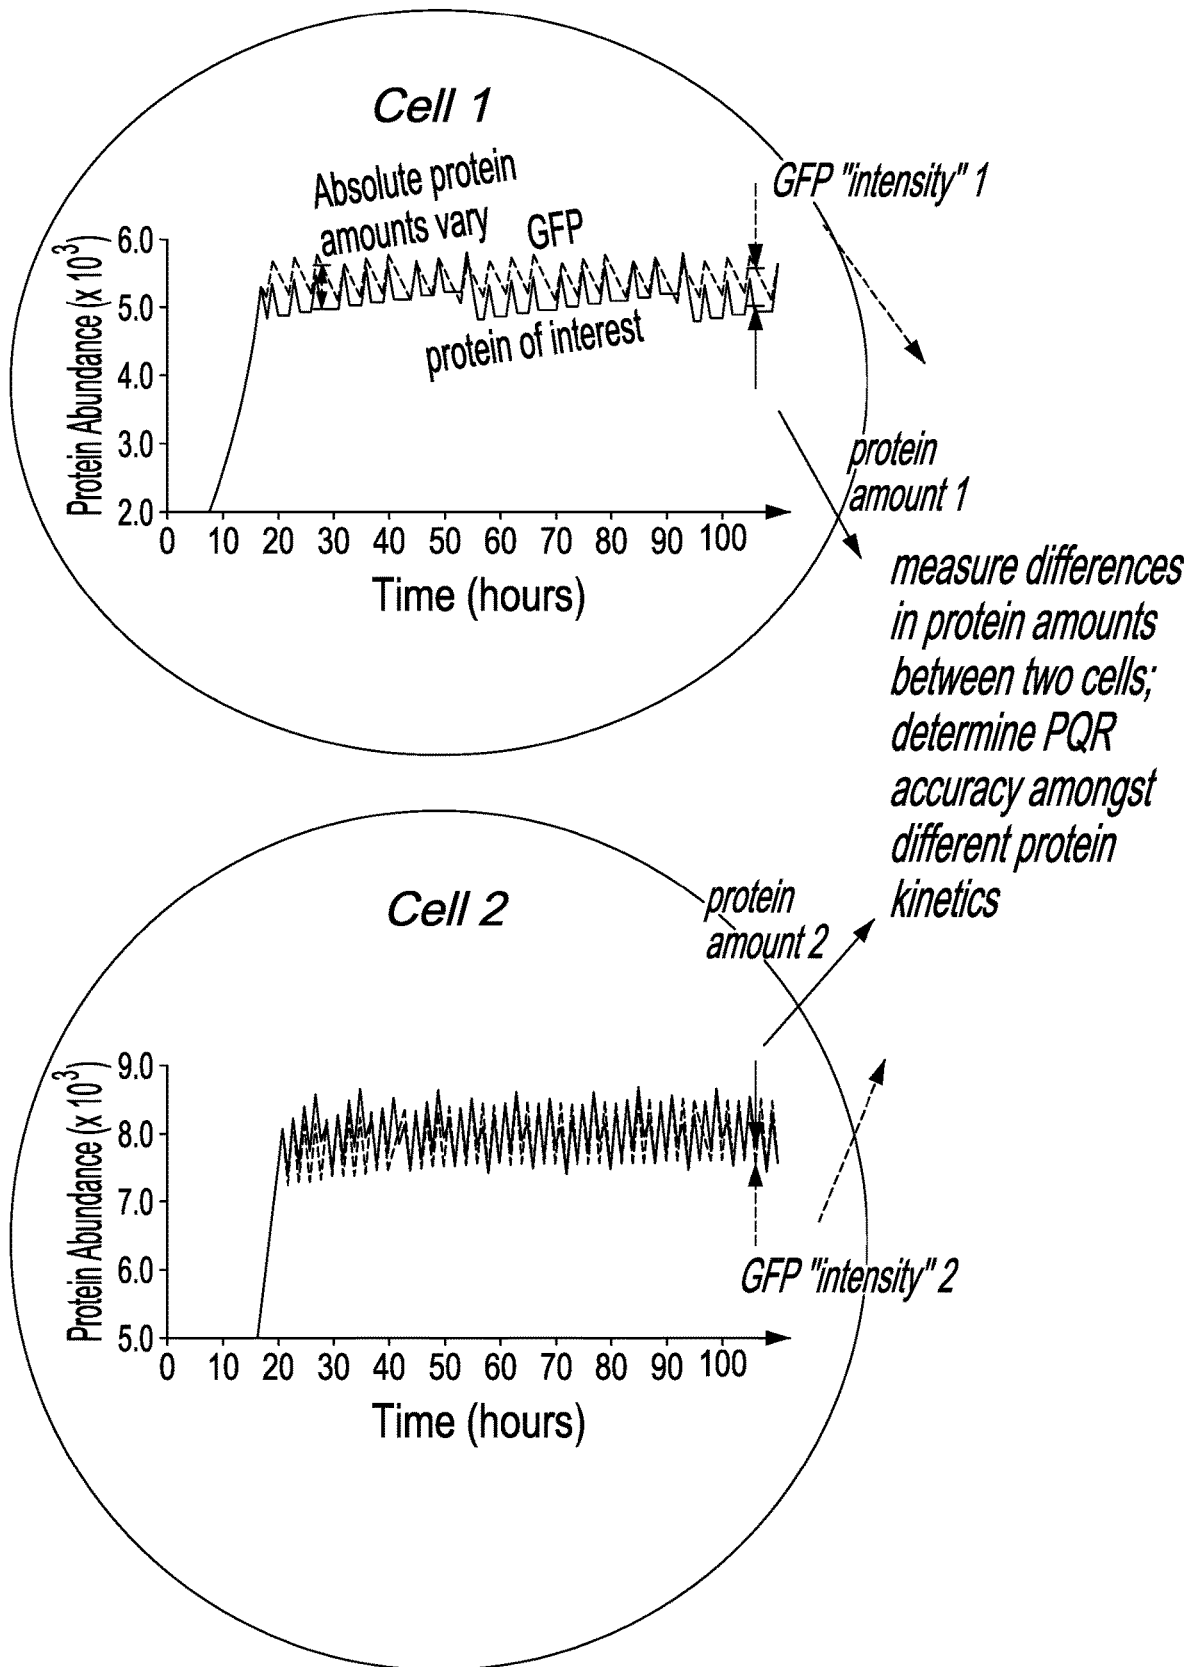 Cell 1
Absolute protein
amounts vary
GFP
GFP "intensity" 1
Protein Abundance (x 10³)
6.0
5.0
4.0
3.0
2.0
protein of interest
protein
amount 1
0 10 20 30 40 50 60 70 80 90 100
Time (hours)
measure differences
in protein amounts
between two cells;
determine PQR
accuracy amongst
different protein
kinetics
Cell 2
protein
amount 2
Protein Abundance (x 10³)
9.0
8.0
7.0
6.0
5.0
GFP "intensity" 2
0 10 20 30 40 50 60 70 80 90 100
Time (hours)